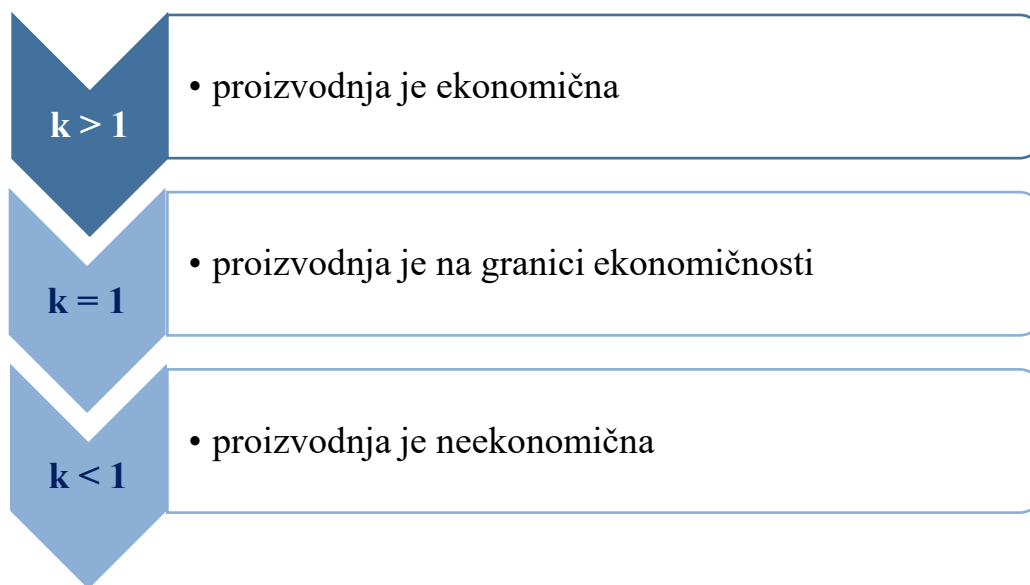 k > 1
• proizvodnja je ekonomična
k = 1
• proizvodnja je na granici ekonomičnosti
k < 1
• proizvodnja je neekonomična